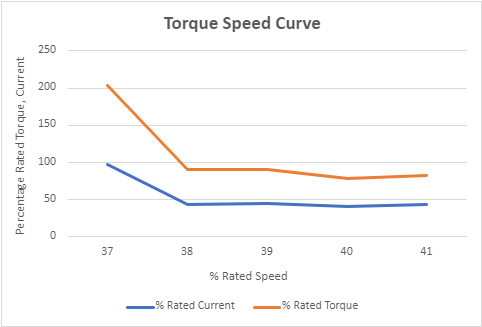 Torque Speed Curve
Percentage Rated Torque, Current
250
200
150
100
50
0
37 38 39 40 41
% Rated Speed
% Rated Current % Rated Torque